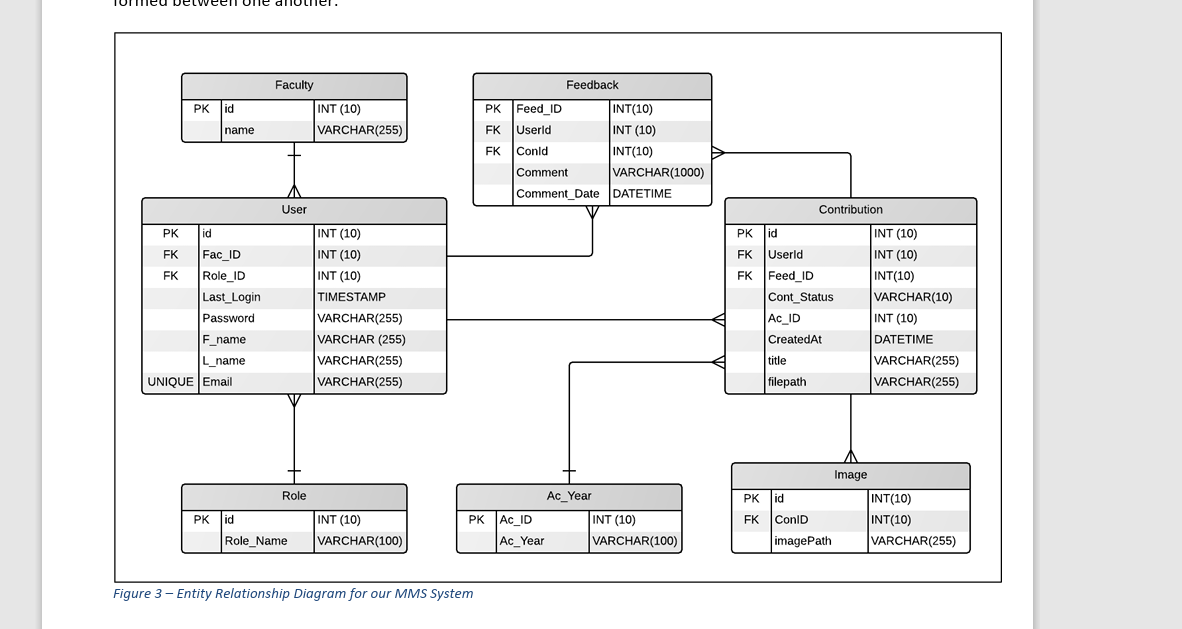 formed between one another.
Faculty
PK id INT (10)
name VARCHAR(255)
Feedback
PK Feed_ID INT(10)
FK UserId INT (10)
FK ConId INT(10)
Comment VARCHAR(1000)
Comment_Date DATETIME
User
PK id INT (10)
FK Fac_ID INT (10)
FK Role_ID INT (10)
Last_Login TIMESTAMP
Password VARCHAR(255)
F_name VARCHAR (255)
L_name VARCHAR(255)
UNIQUE Email VARCHAR(255)
Contribution
PK id INT (10)
FK UserId INT (10)
FK Feed_ID INT(10)
Cont_Status VARCHAR(10)
Ac_ID INT (10)
CreatedAt DATETIME
title VARCHAR(255)
filepath VARCHAR(255)
Role
PK id INT (10)
Role_Name VARCHAR(100)
Ac_Year
PK Ac_ID INT (10)
Ac_Year VARCHAR(100)
Image
PK id INT(10)
FK ConID INT(10)
imagePath VARCHAR(255)
Figure 3 – Entity Relationship Diagram for our MMS System